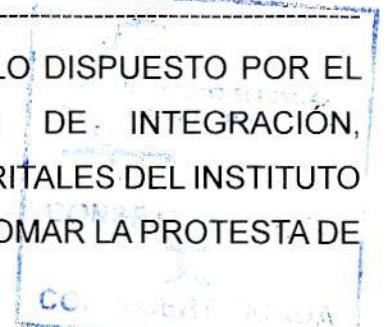 LO DISPUESTO POR EL
DE INTEGRACIÓN,
RITALES DEL INSTITUTO
OMAR LA PROTESTA DE